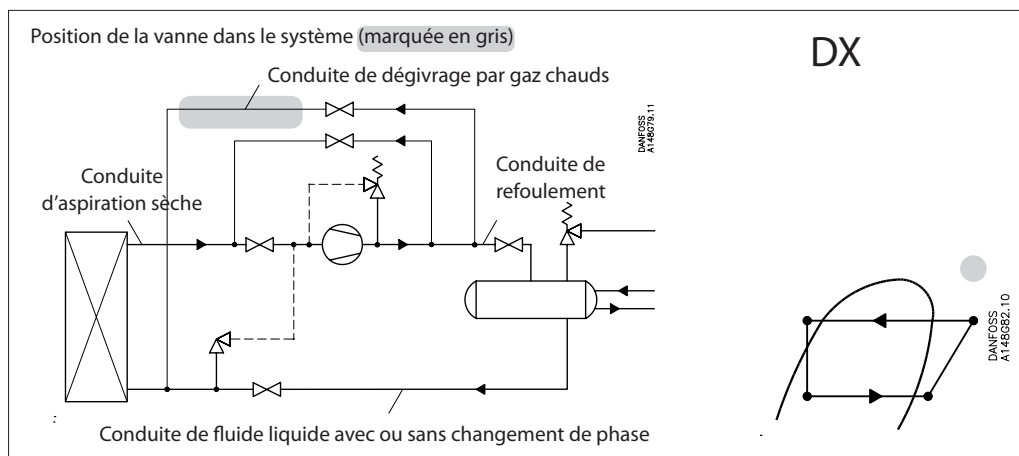 Position de la vanne dans le système (marquée en gris)
DX
Conduite de dégivrage par gaz chauds
DANFOSS
A148G79.11
Conduite
d'aspiration sèche
Conduite de
refoulement
DANFOSS
A148G82.10
Conduite de fluide liquide avec ou sans changement de phase